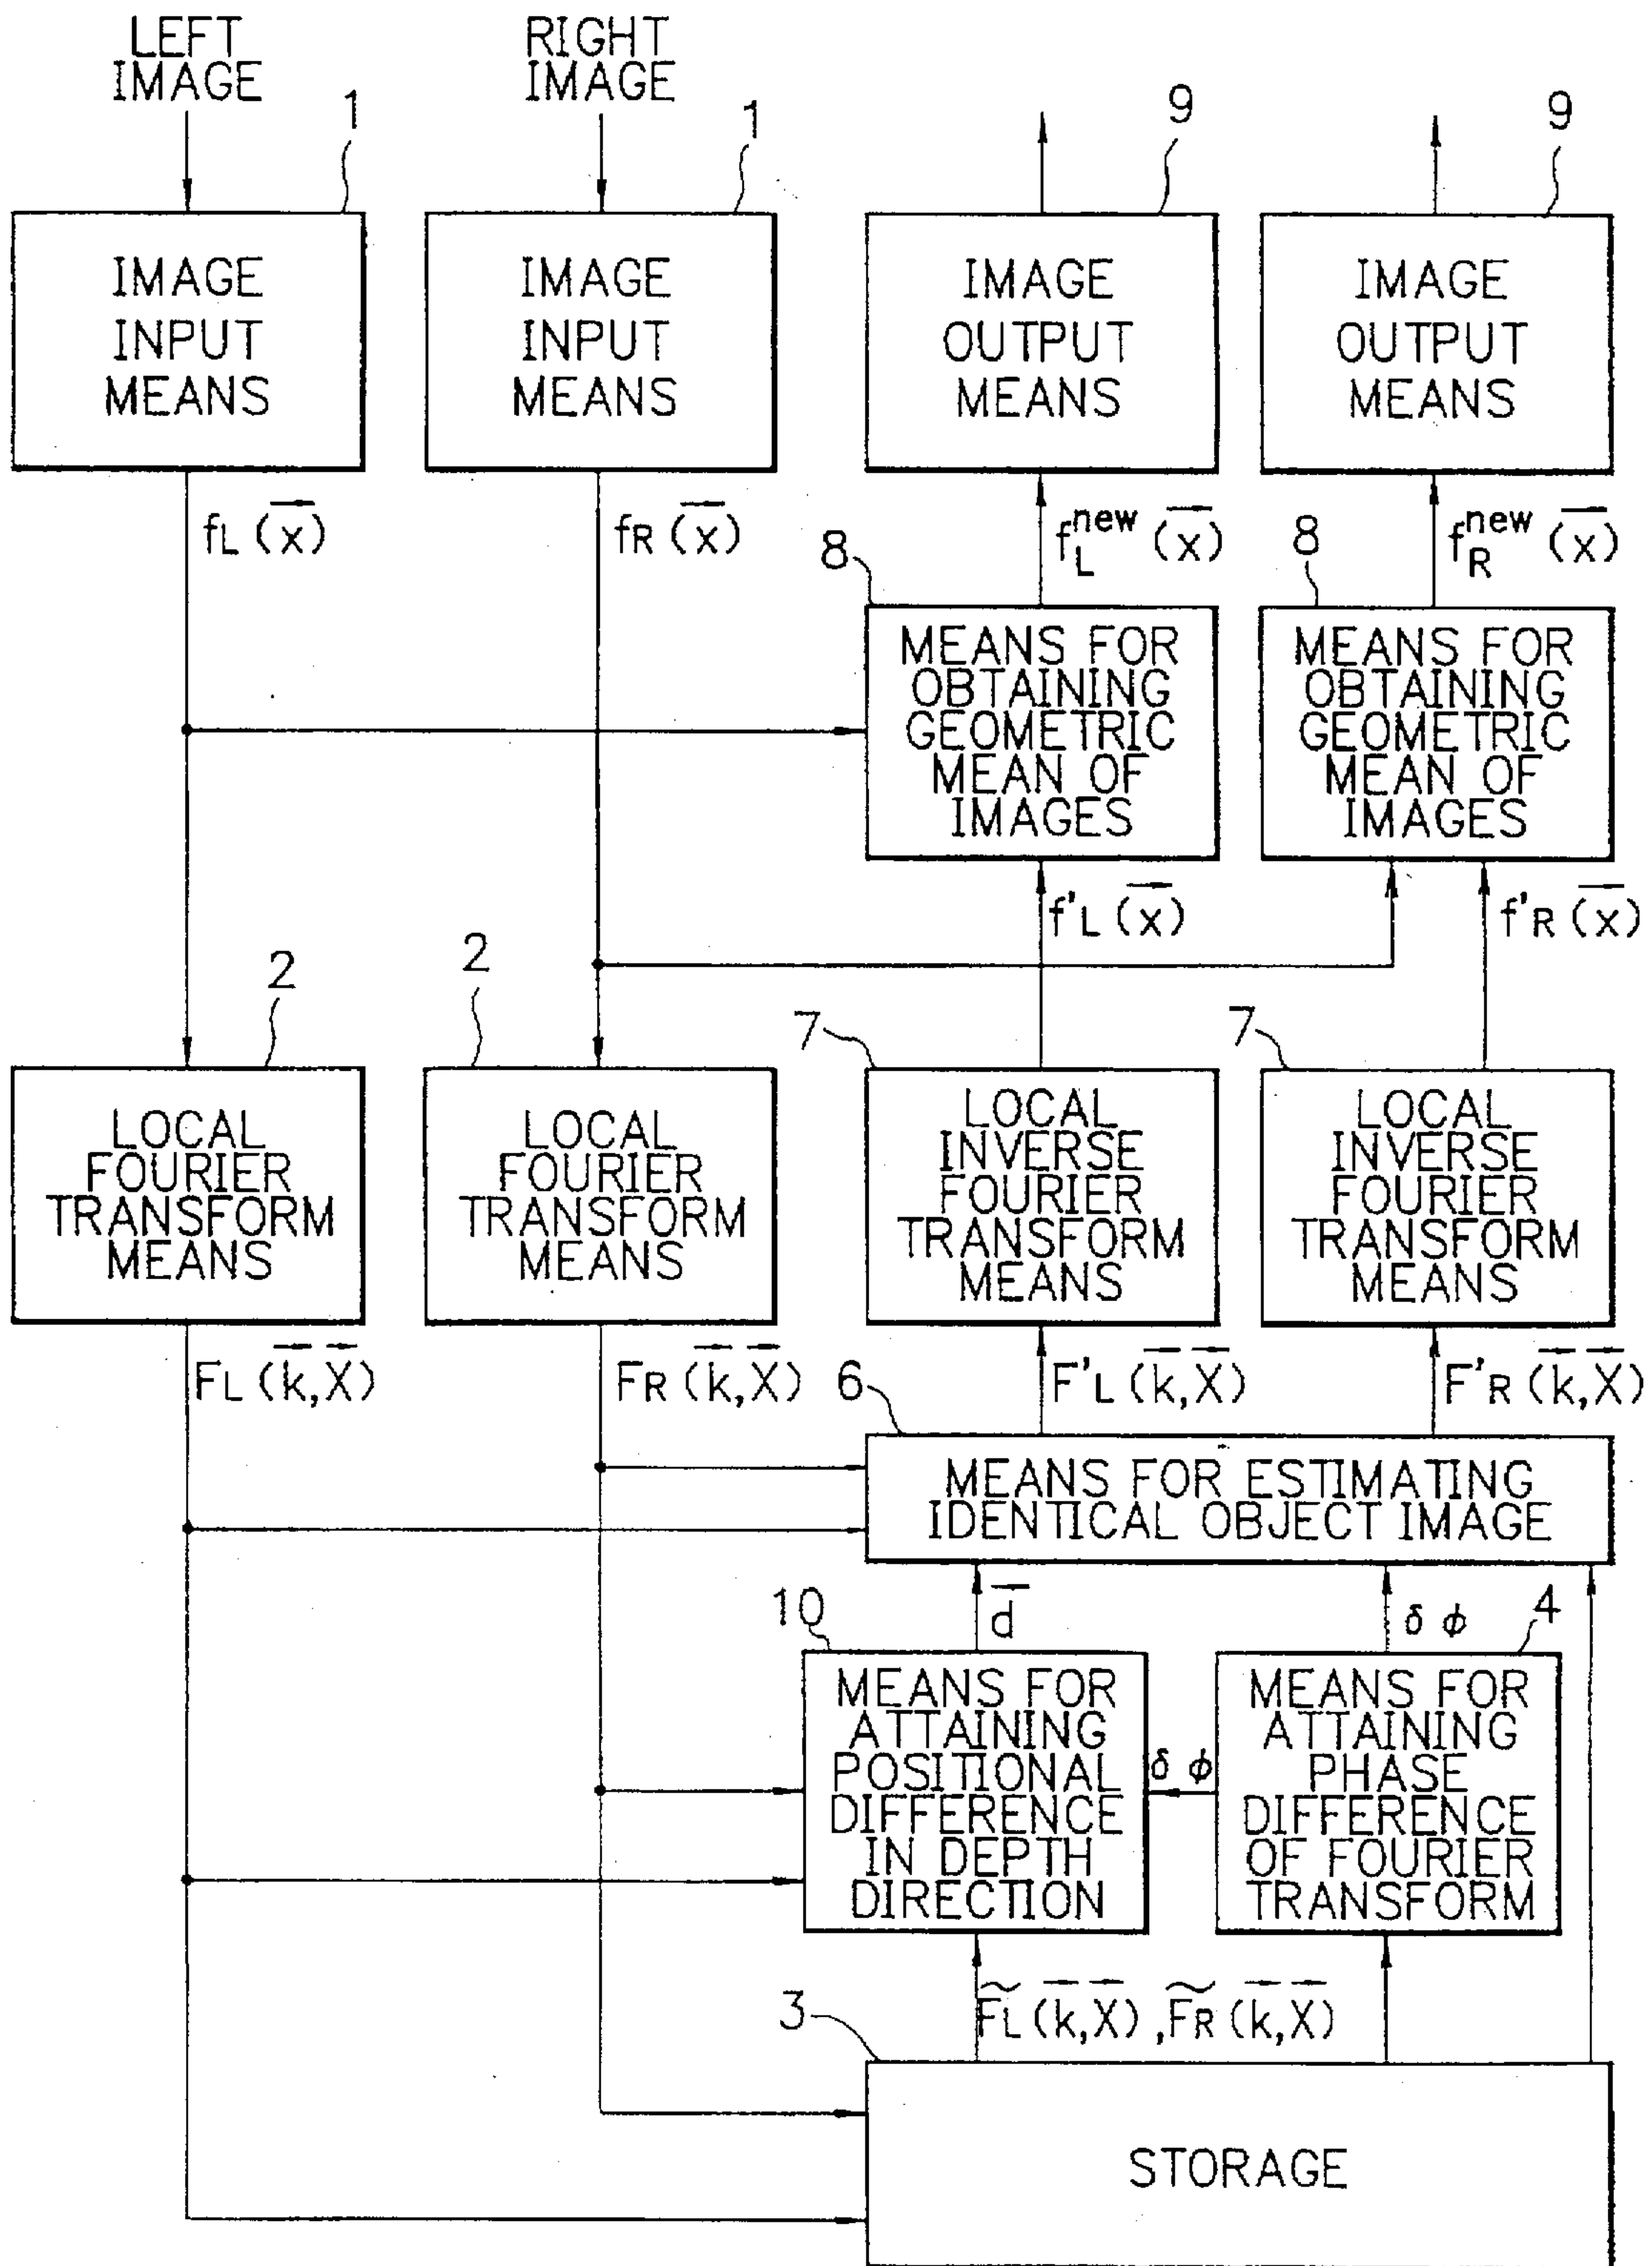 LEFT
IMAGE
RIGHT
IMAGE
1
1
9
9
IMAGE
INPUT
MEANS
IMAGE
INPUT
MEANS
IMAGE
OUTPUT
MEANS
IMAGE
OUTPUT
MEANS
fL (x⃗)
fR (x⃗)
f_L^new (x⃗)
f_R^new (x⃗)
8
8
MEANS FOR
OBTAINING
GEOMETRIC
MEAN OF
IMAGES
MEANS FOR
OBTAINING
GEOMETRIC
MEAN OF
IMAGES
f'L (x⃗)
f'R (x⃗)
2
2
7
7
LOCAL
FOURIER
TRANSFORM
MEANS
LOCAL
FOURIER
TRANSFORM
MEANS
LOCAL
INVERSE
FOURIER
TRANSFORM
MEANS
LOCAL
INVERSE
FOURIER
TRANSFORM
MEANS
FL (k⃗,X⃗)
FR (k⃗,X⃗)
F'L (k⃗,X⃗)
F'R (k⃗,X⃗)
6
MEANS FOR ESTIMATING
IDENTICAL OBJECT IMAGE
10
d⃗
δ φ
4
MEANS FOR
ATTAINING
POSITIONAL
DIFFERENCE
IN DEPTH
DIRECTION
δ φ
MEANS FOR
ATTAINING
PHASE
DIFFERENCE
OF FOURIER
TRANSFORM
3
F̃L (k⃗,X⃗) ,F̃R (k⃗,X⃗)
STORAGE